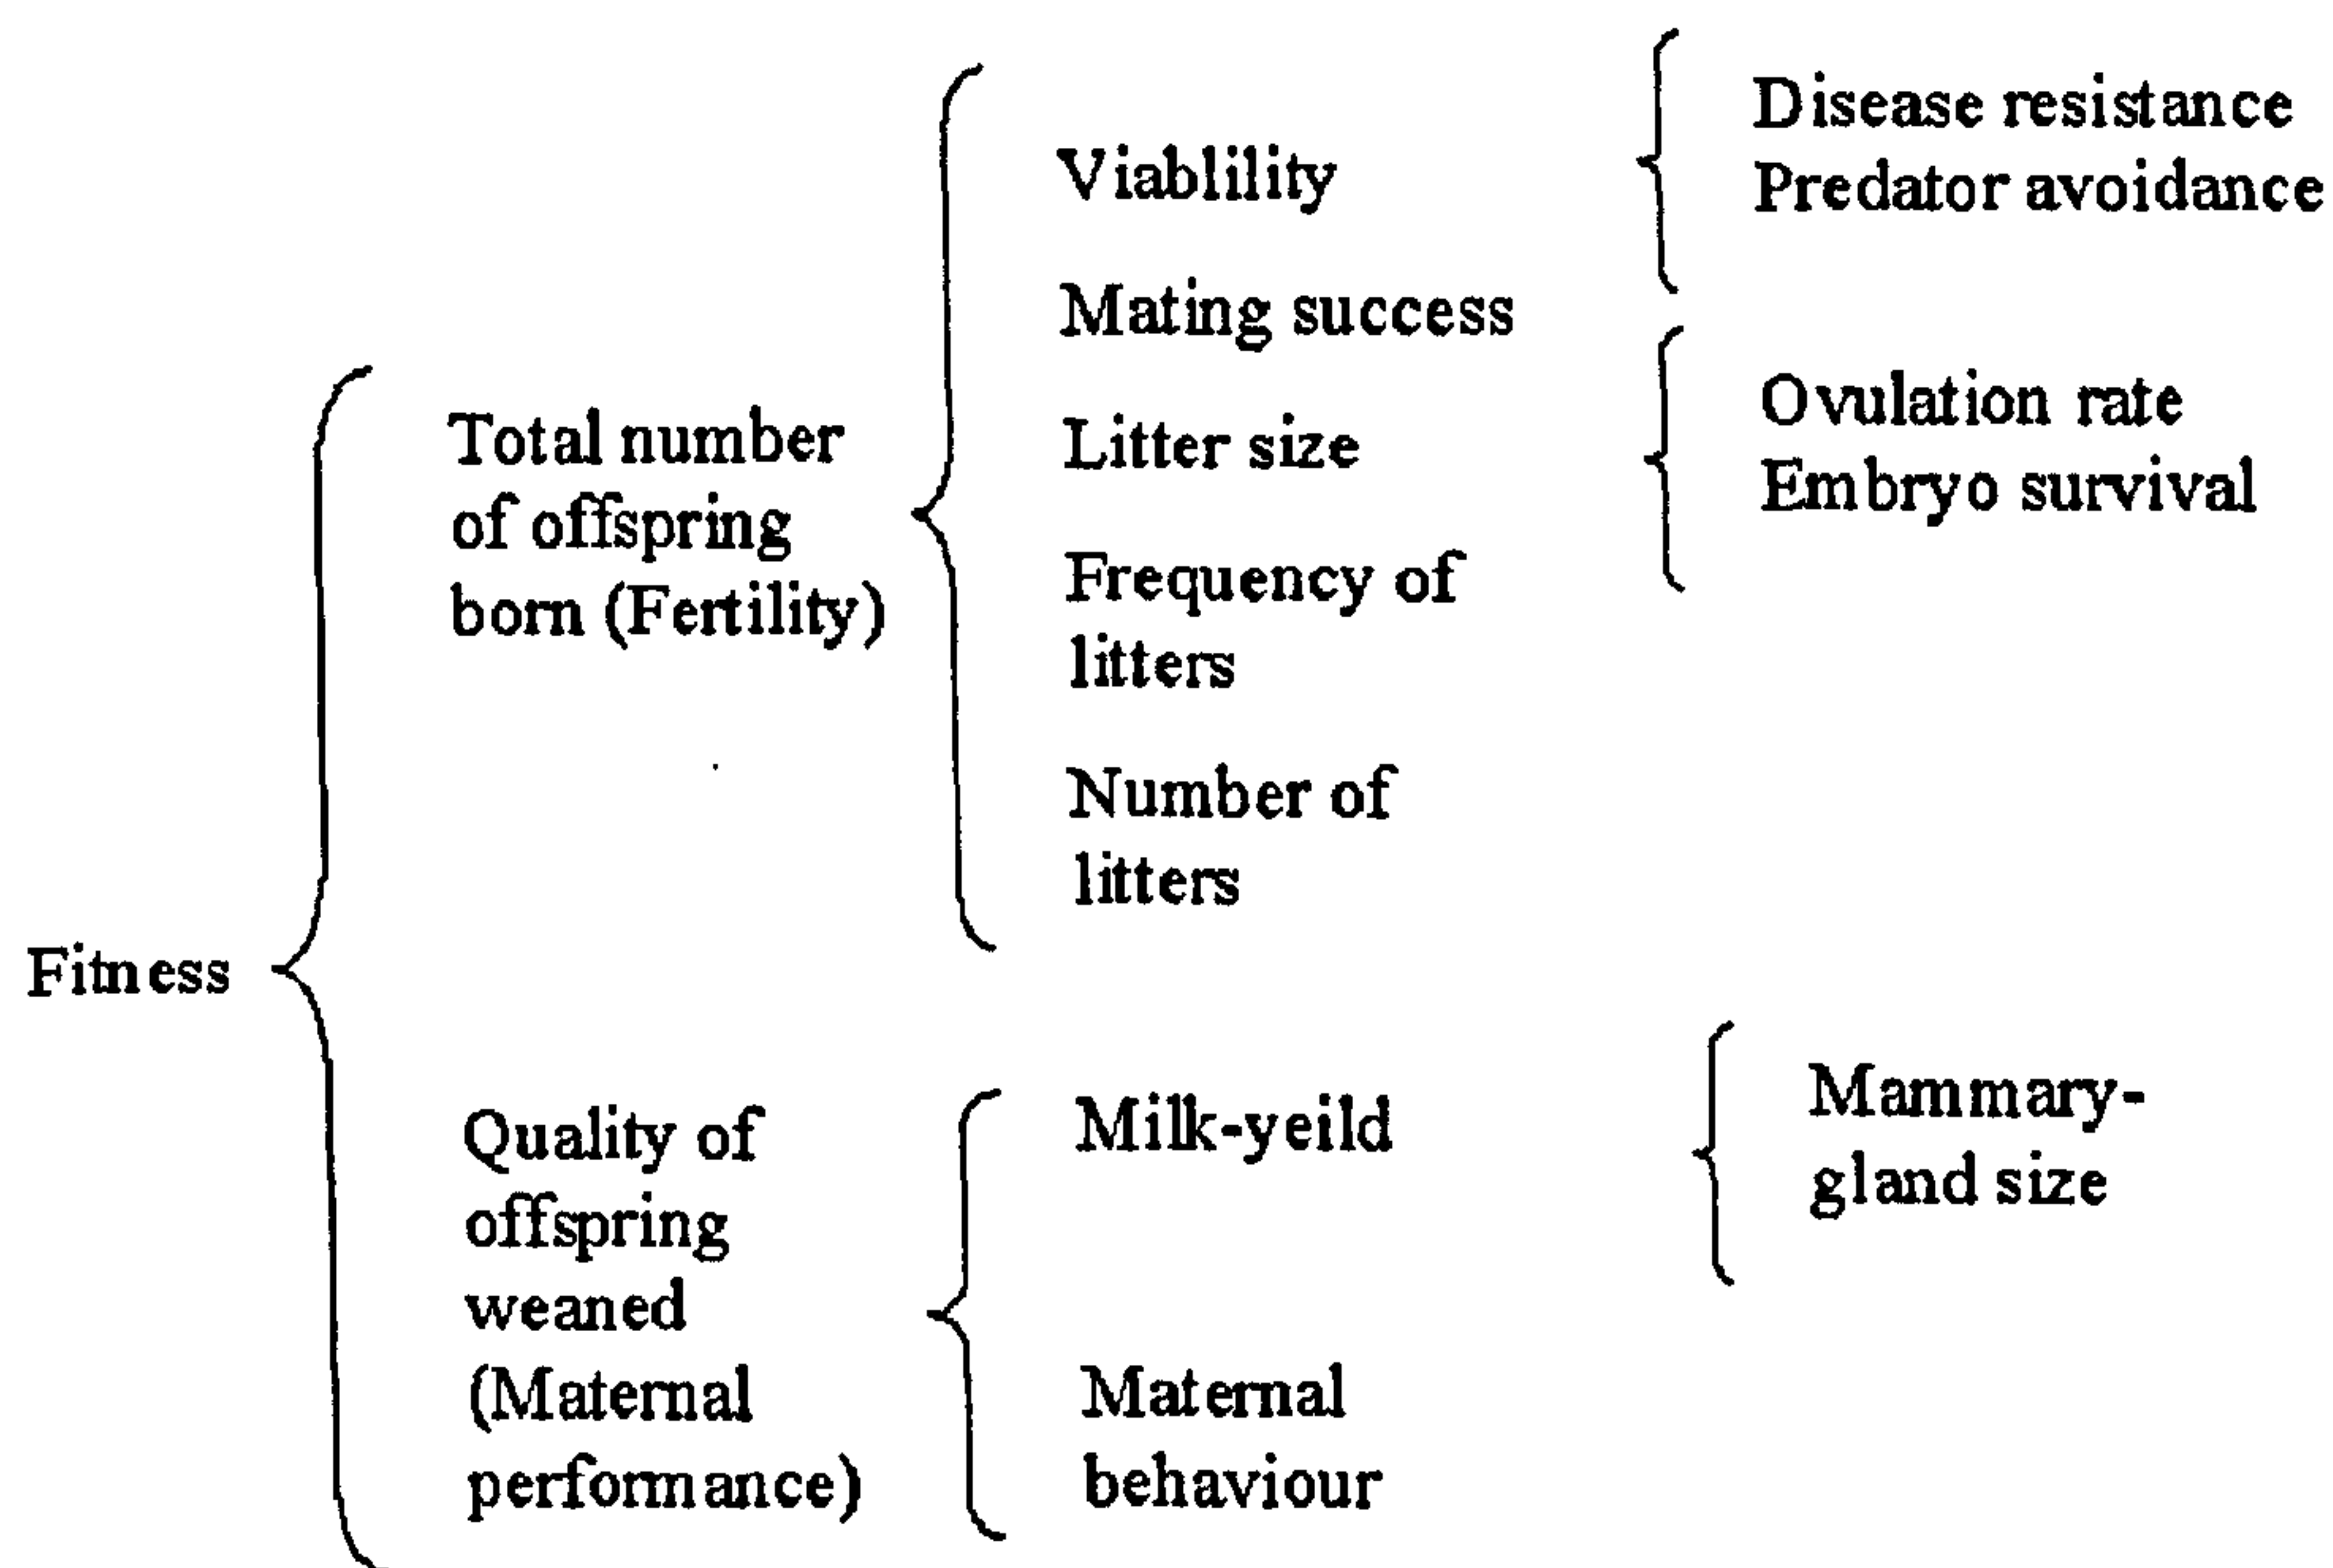 Fitness
Total number
of offspring
born (Fertility)
Viablility
Mating success
Litter size
Frequency of
litters
Number of
litters
Disease resistance
Predator avoidance
Ovulation rate
Embryo survival
Quality of
offspring
weaned
(Maternal
performance)
Milk-yeild
Maternal
behaviour
Mammary-
gland size